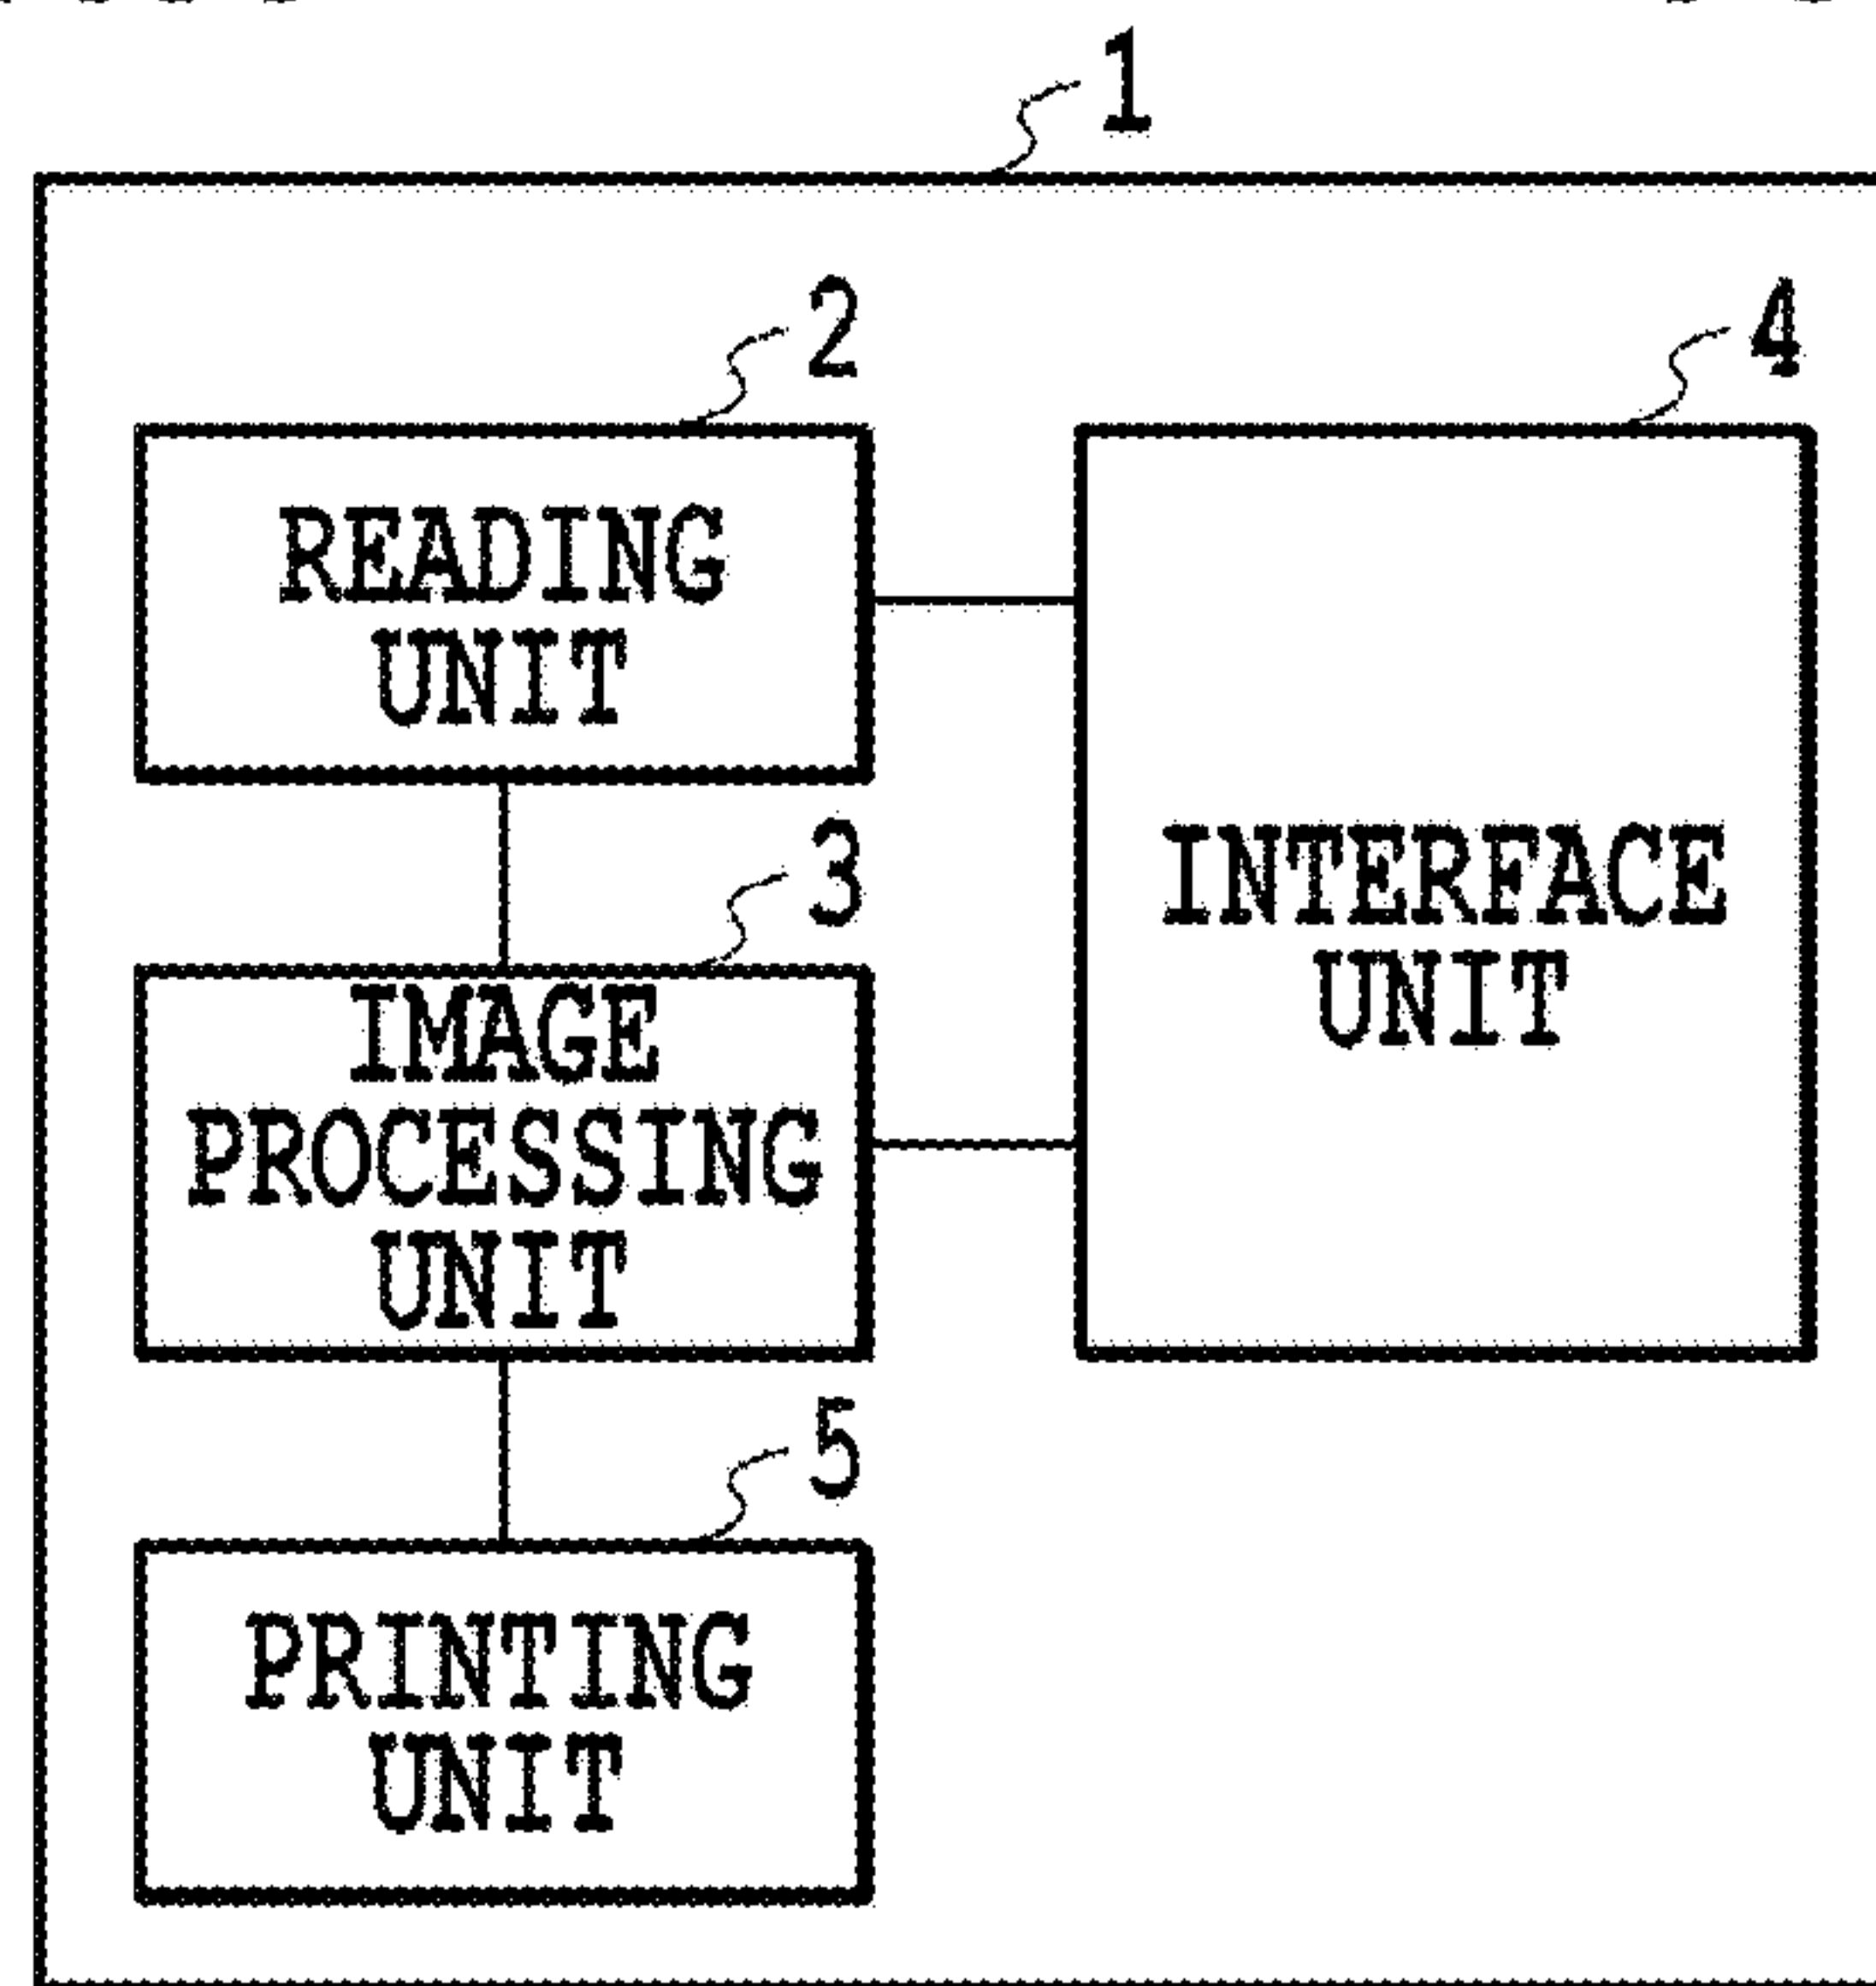 1
2
READING
UNIT
4
INTERFACE
UNIT
3
IMAGE
PROCESSING
UNIT
5
PRINTING
UNIT